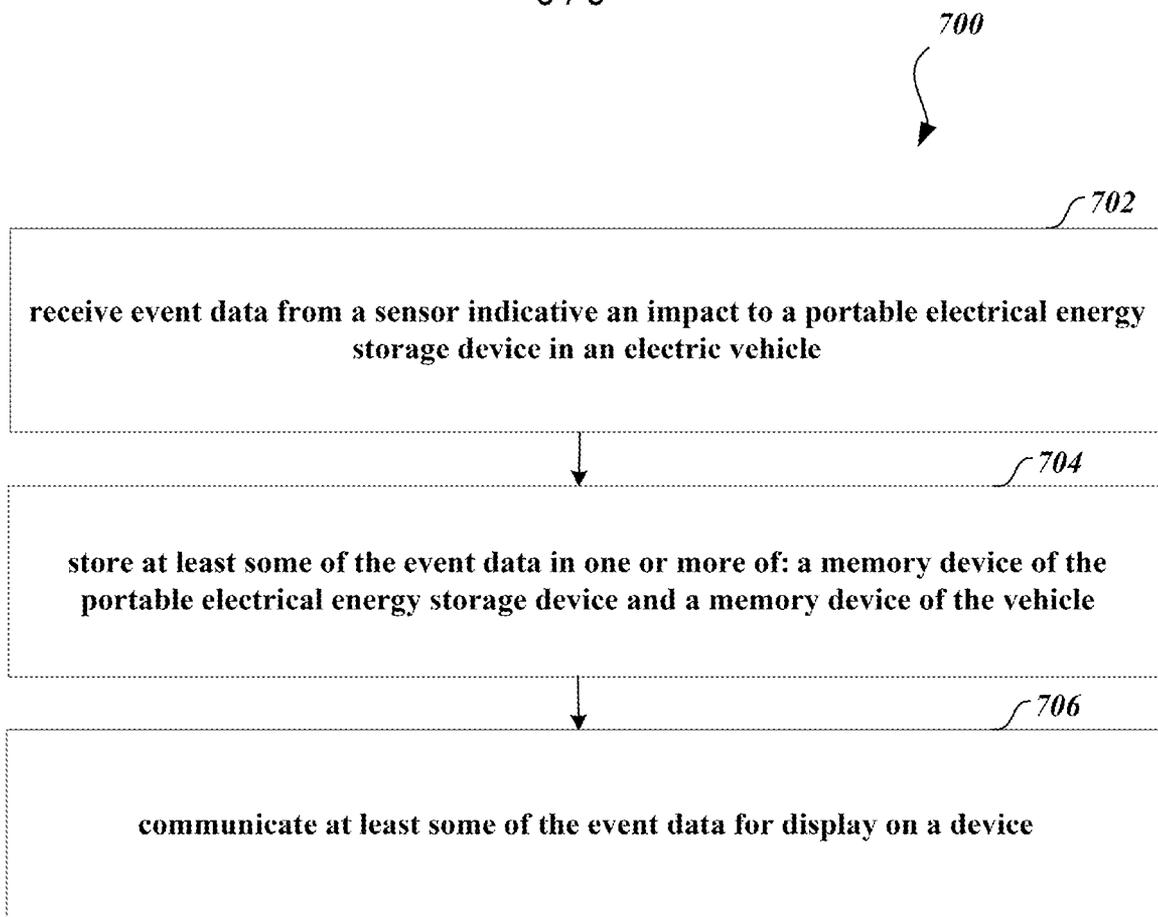 700
702
receive event data from a sensor indicative an impact to a portable electrical energy
storage device in an electric vehicle
704
store at least some of the event data in one or more of: a memory device of the
portable electrical energy storage device and a memory device of the vehicle
706
communicate at least some of the event data for display on a device